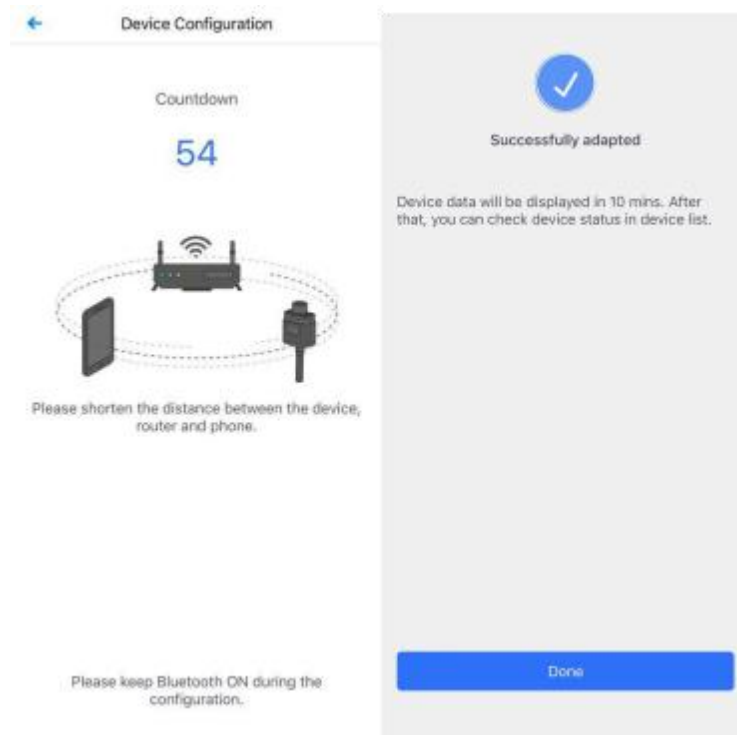 Device Configuration
Countdown
54
Please shorten the distance between the device,
router and phone.
Please keep Bluetooth ON during the
configuration.
Successfully adapted
Device data will be displayed in 10 mins. After
that, you can check device status in device list.
Done